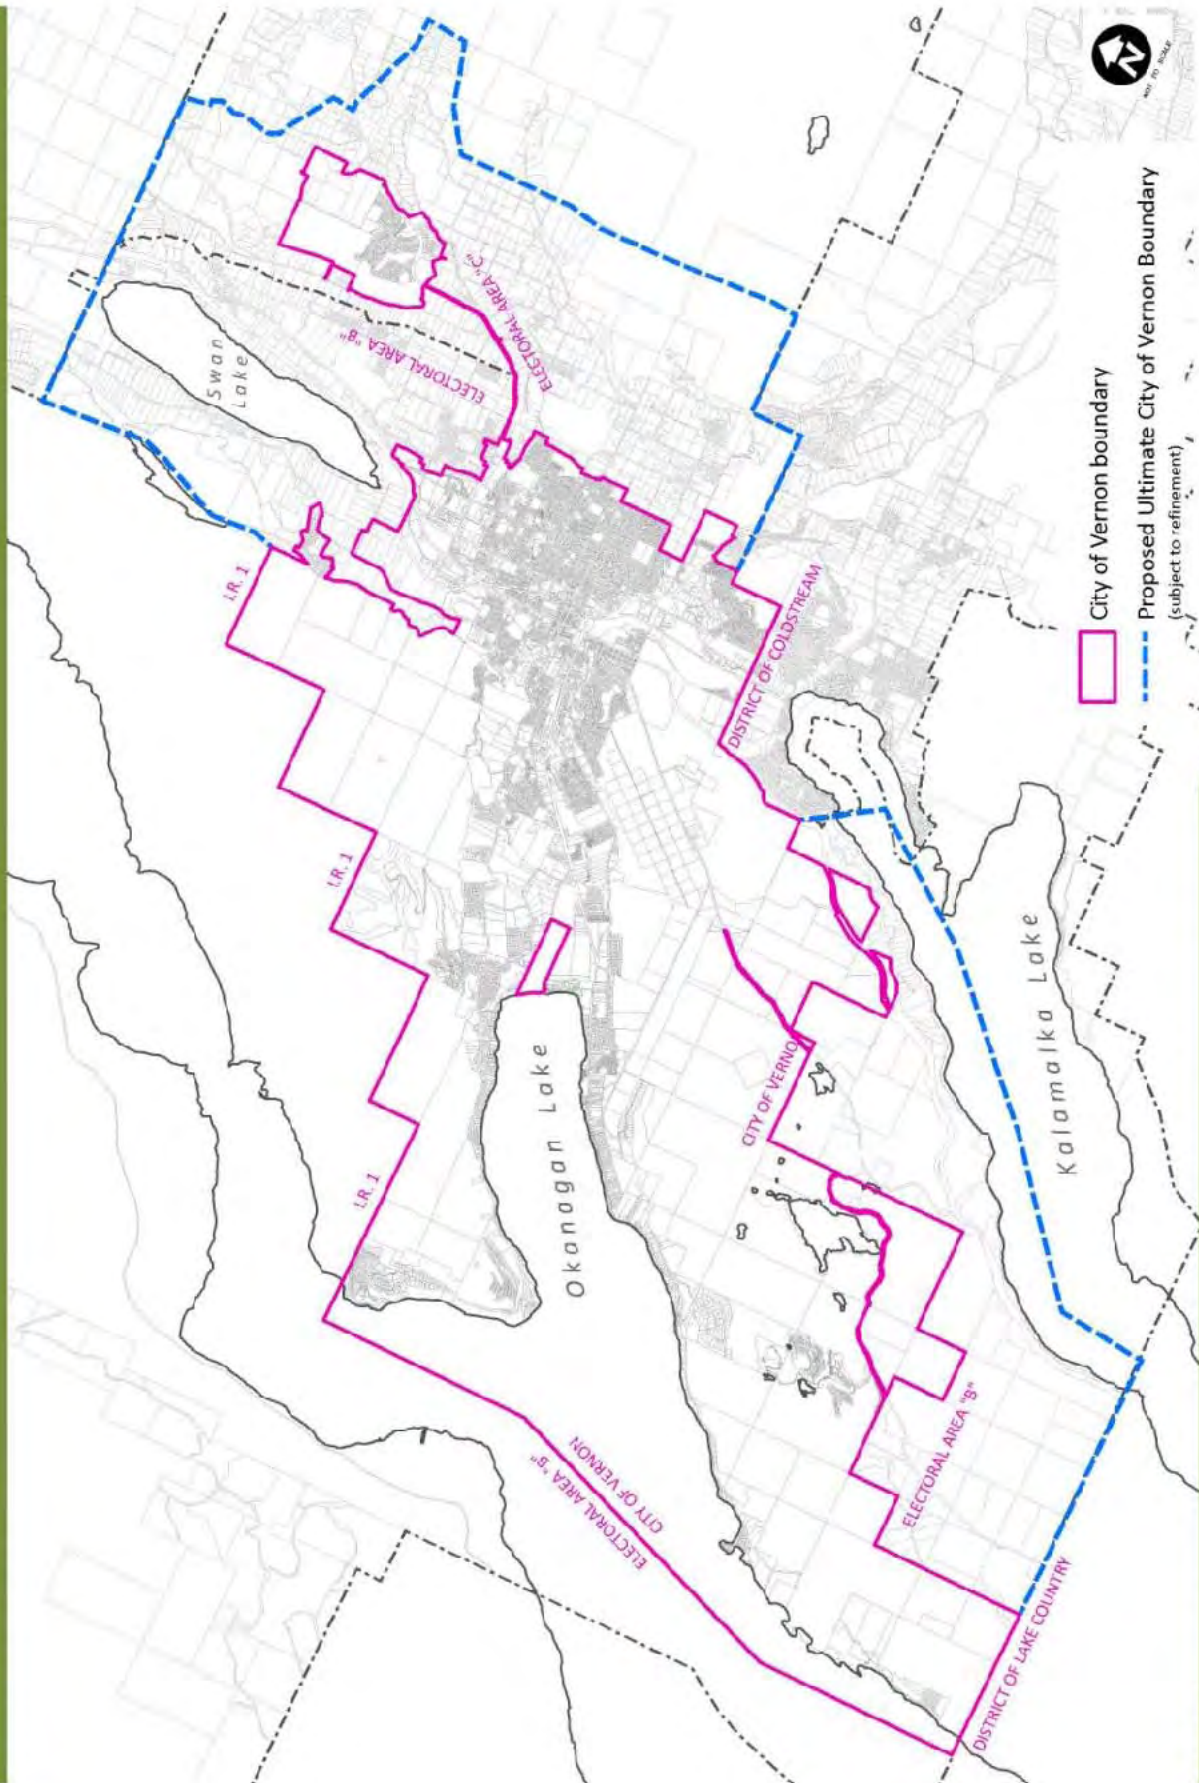 N
NOT TO SCALE
Swan
Lake
ELECTORAL AREA "B"
ELECTORAL AREA "C"
I.R. 1
I.R. 1
I.R. 1
DISTRICT OF COLDSTREAM
Okanagan Lake
CITY OF VERNO
Kalamalka Lake
CITY OF VERNON
ELECTORAL AREA "B"
ELECTORAL AREA "B"
DISTRICT OF LAKE COUNTRY
City of Vernon boundary
Proposed Ultimate City of Vernon Boundary
(subject to refinement)